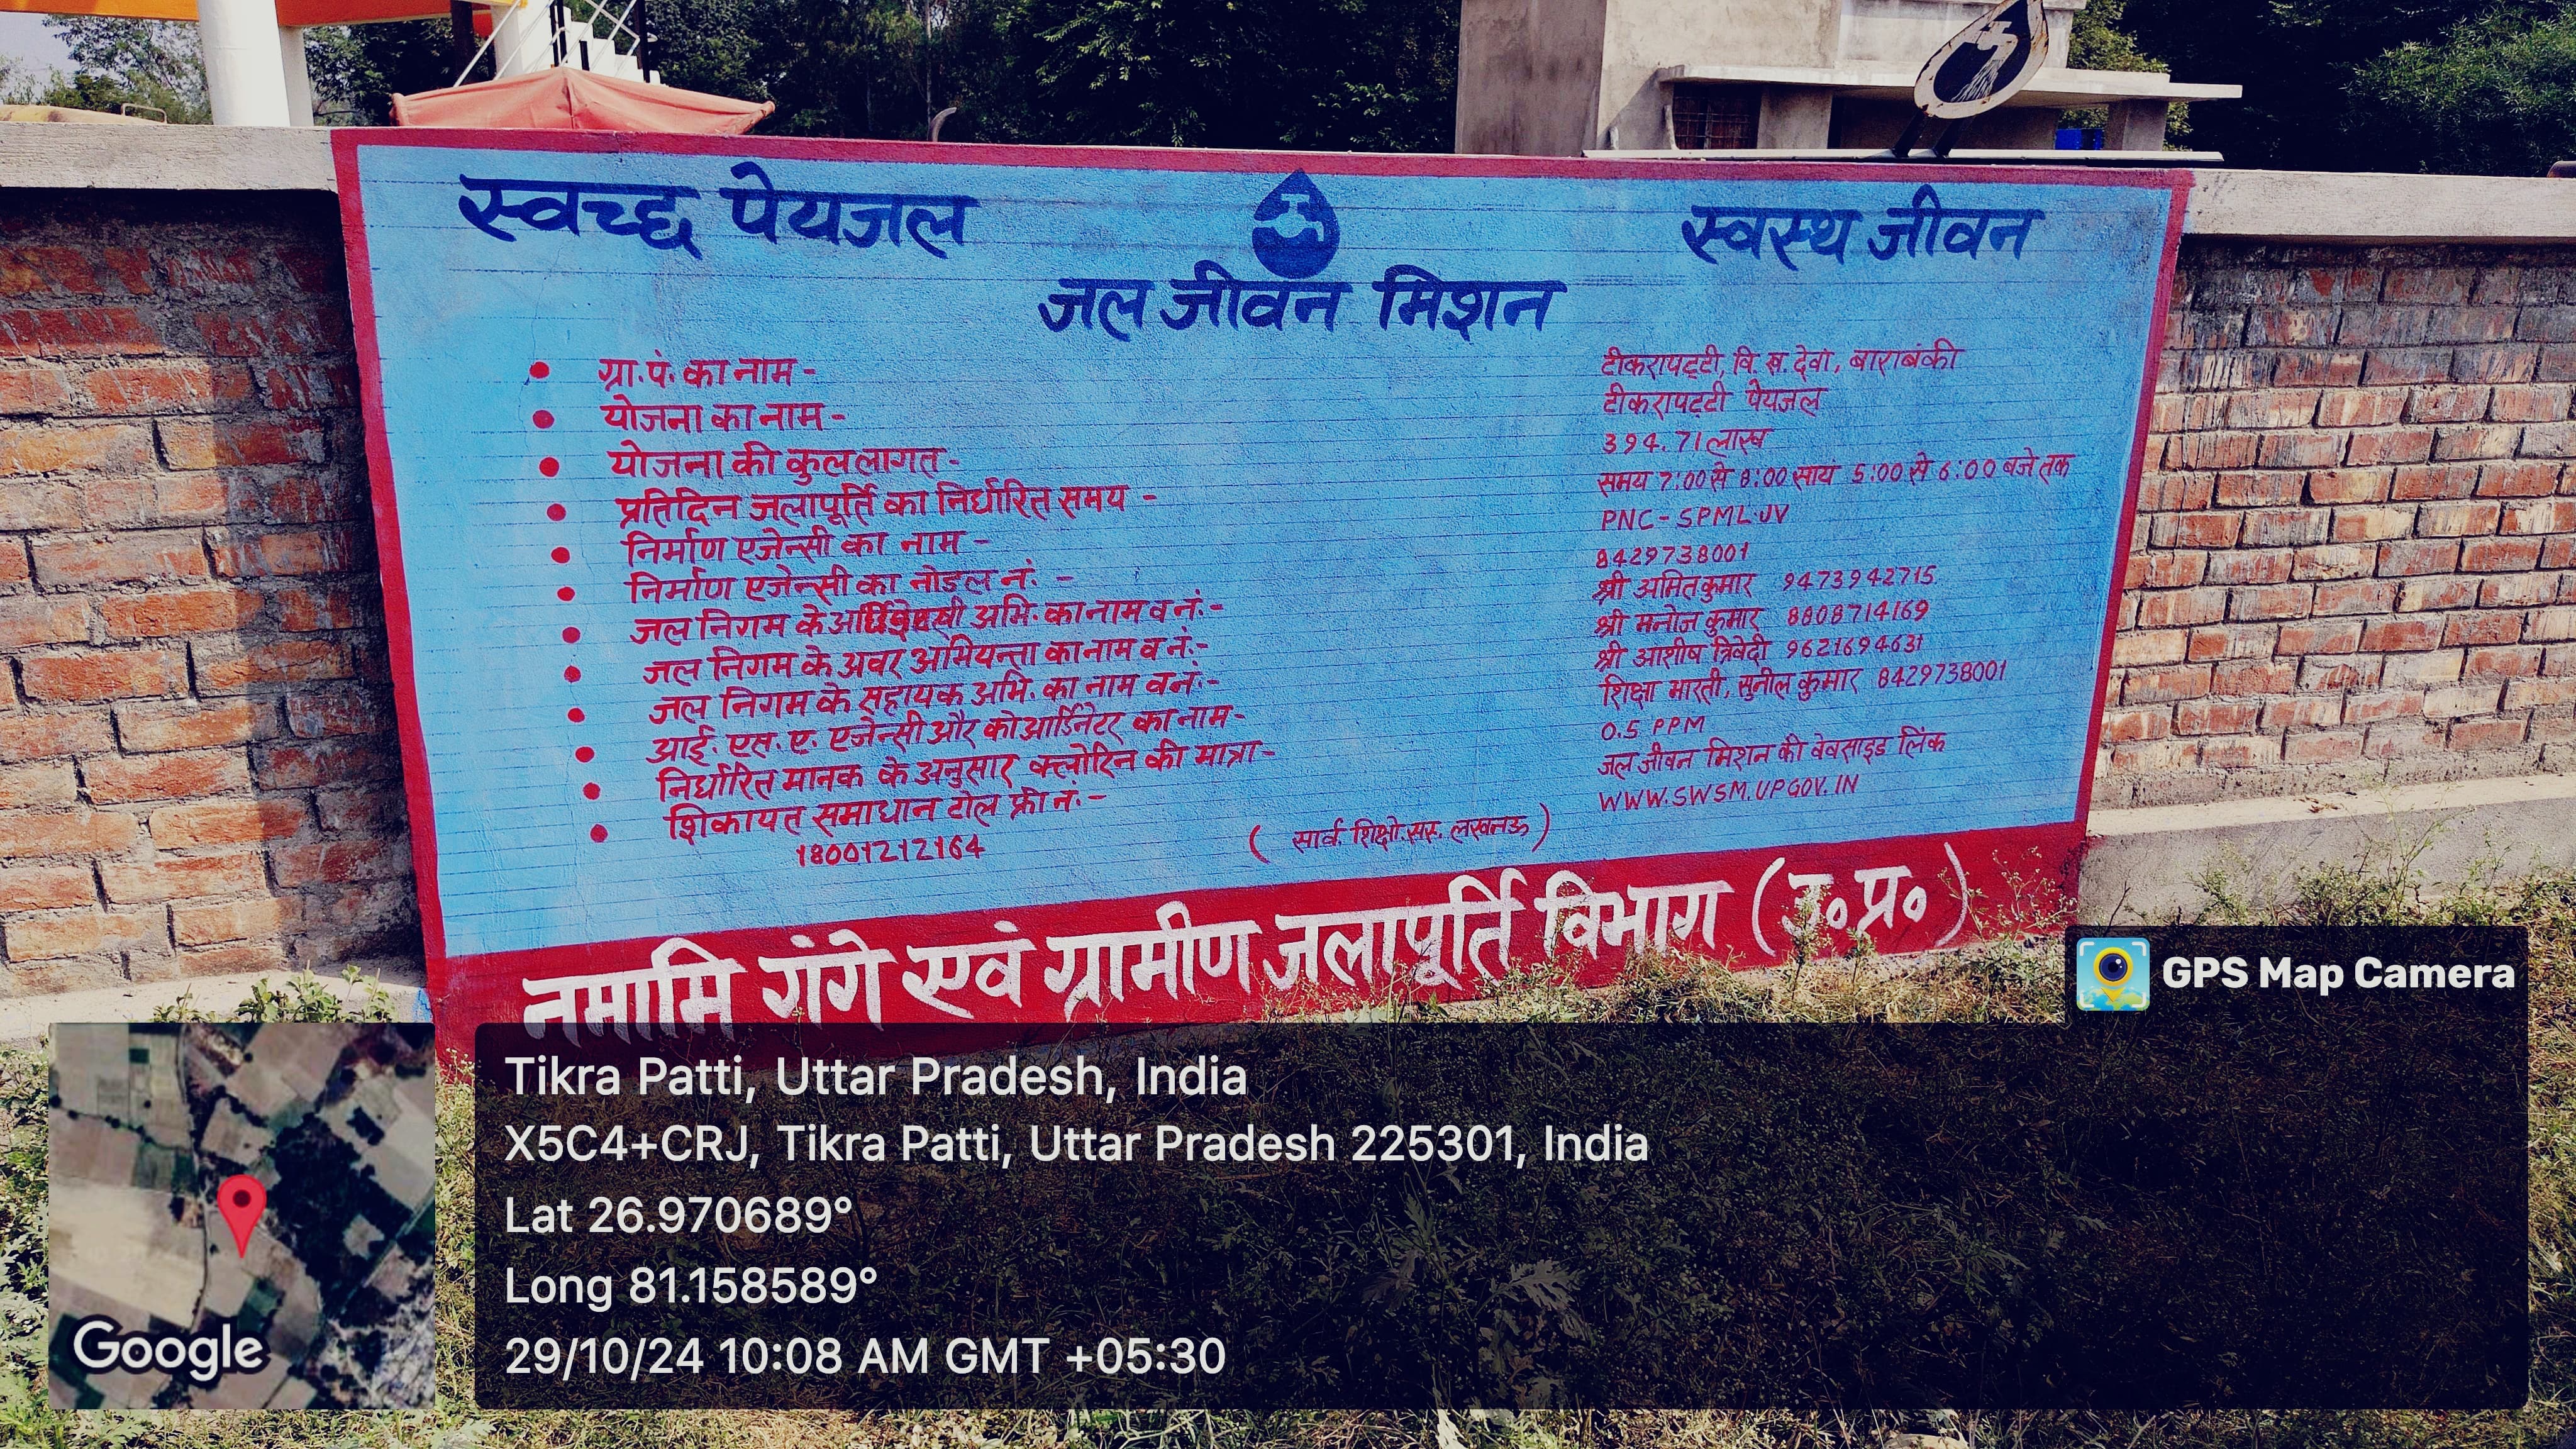 स्वच्छ पेयजल
स्वस्थ जीवन
जल जीवन मिशन
• ग्रा.पं. का नाम - टीकरापट्टी, वि.ख.देवा, बाराबंकी
• योजना का नाम - टीकरापट्टी पेयजल
• योजना की कुल लागत - 394.71 लाख
• प्रतिदिन जलापूर्ति का निर्धारित समय - समय 7:00 से 8:00 सायं 5:00 से 6:00 बजे तक
• निर्माण एजेन्सी का नाम - PNC-SPML JV
• निर्माण एजेन्सी का नोडल नं. - 8429738001
• जल निगम के अभि. का नाम व नं:- श्री अमित कुमार 9473942715
• जल निगम के अवर अभियन्ता का नाम व नं:- श्री मनोज कुमार 8808714169
• जल निगम के सहायक अभि. का नाम व नं:- श्री आशीष त्रिवेदी 9621694631
• आई. एस. ए. एजेन्सी और कोआर्डिनेटर का नाम- शिक्षा भारती, सुनील कुमार 8429738001
• निर्धारित मानक के अनुसार क्लोरिन की मात्रा- 0.5 PPM
• शिकायत समाधान टोल फ्री नं.- जल जीवन मिशन की वेवसाइड लिंक
18001212164 WWW.SWSM.UPGOV.IN
( लखनऊ )
नमामि गंगे एवं ग्रामीण जलापूर्ति विभाग (उ॰प्र॰)
GPS Map Camera
Tikra Patti, Uttar Pradesh, India
X5C4+CRJ, Tikra Patti, Uttar Pradesh 225301, India
Lat 26.970689°
Long 81.158589°
29/10/24 10:08 AM GMT +05:30
Google